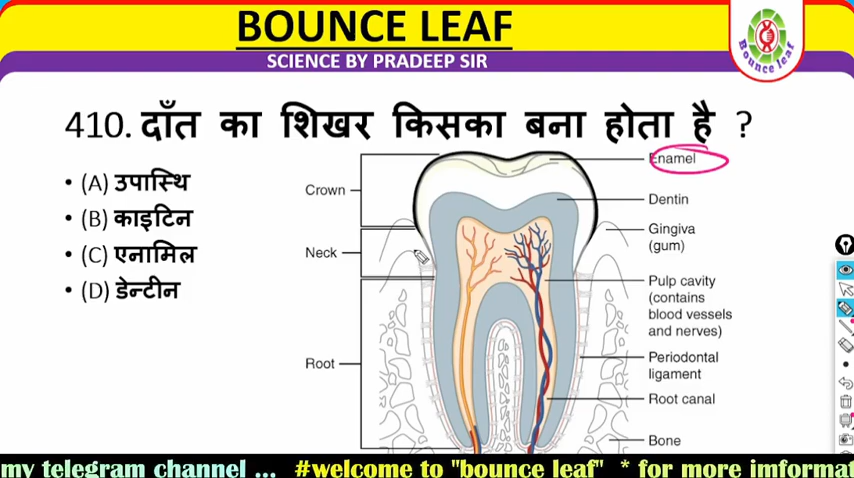 BOUNCE LEAF
SCIENCE BY PRADEEP SIR
Bounce leaf
410. दाँत का शिखर किसका बना होता है ?
• (A) उपास्थि
• (B) काइटिन
• (C) एनामिल
• (D) डेन्टीन
Crown
Neck
Root
Enamel
Dentin
Gingiva
(gum)
Pulp cavity
(contains
blood vessels
and nerves)
Periodontal
ligament
Root canal
Bone
my telegram channel ... #welcome to "bounce leaf" * for more imformat